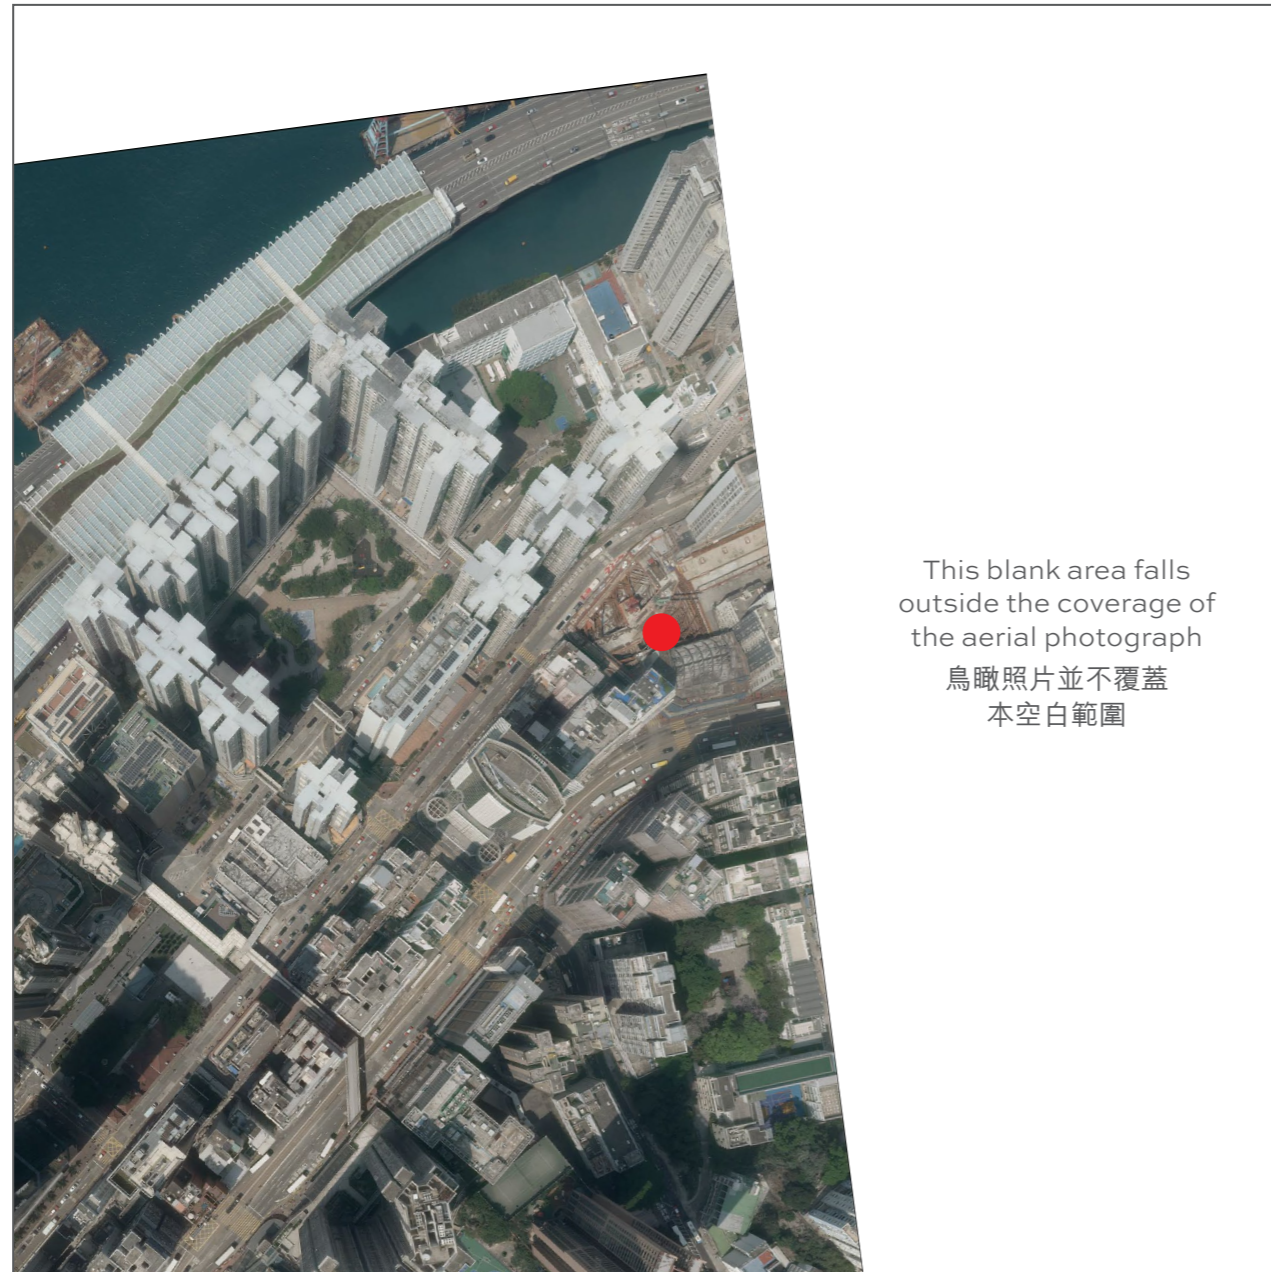 This blank area falls
outside the coverage of
the aerial photograph
鳥瞰照片並不覆蓋
本空白範圍